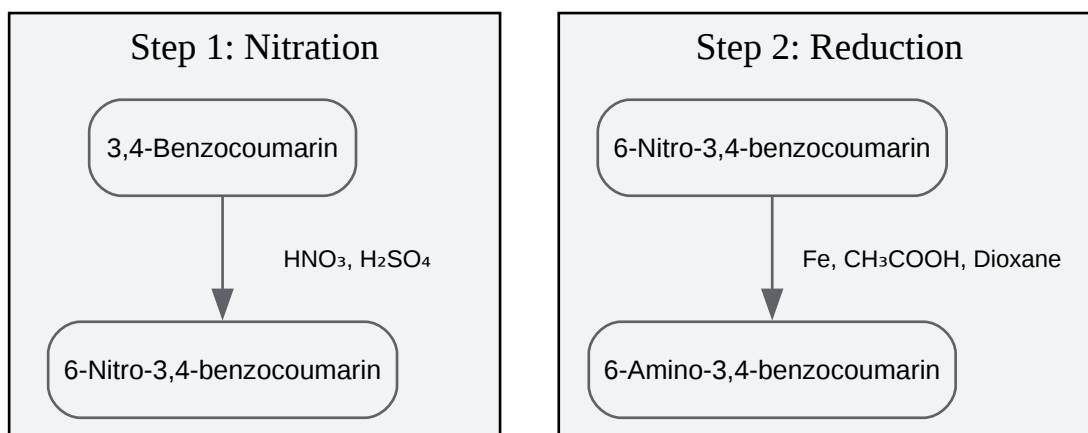 Step 1: Nitration
3,4-Benzocoumarin
HNO₃, H₂SO₄
6-Nitro-3,4-benzocoumarin
Step 2: Reduction
6-Nitro-3,4-benzocoumarin
Fe, CH₃COOH, Dioxane
6-Amino-3,4-benzocoumarin